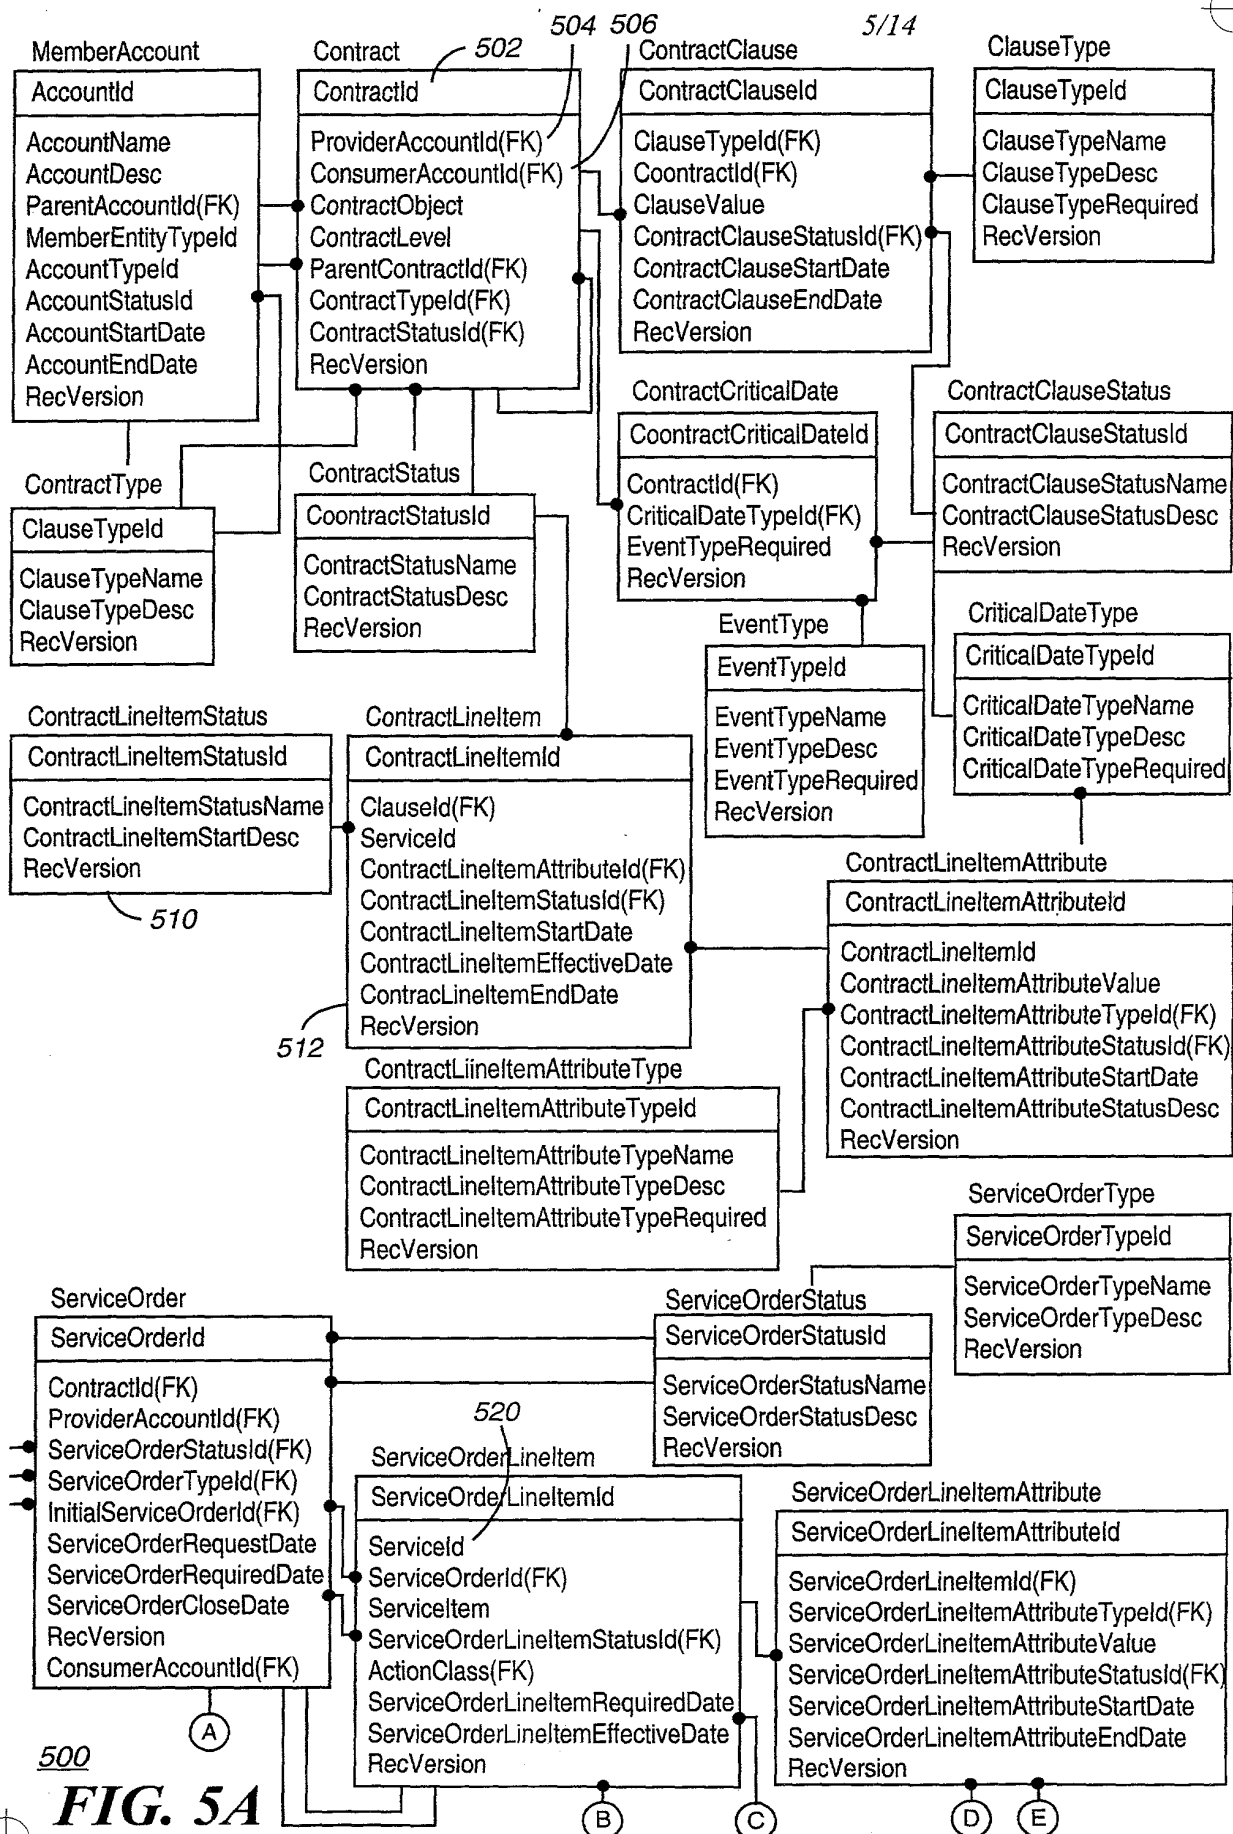 504
506
5/14
MemberAccount
Contract
502
ContractClause
ClauseType
AccountId
AccountName
AccountDesc
ParentAccountId(FK)
MemberEntityTypeId
AccountTypeId
AccountStatusId
AccountStartDate
AccountEndDate
RecVersion
ContractId
ProviderAccountId(FK)
ConsumerAccountId(FK)
ContractObject
ContractLevel
ParentContractId(FK)
ContractTypeId(FK)
ContractStatusId(FK)
RecVersion
ContractClauseId
ClauseTypeId(FK)
CoontractId(FK)
ClauseValue
ContractClauseStatusId(FK)
ContractClauseStartDate
ContractClauseEndDate
RecVersion
ClauseTypeId
ClauseTypeName
ClauseTypeDesc
ClauseTypeRequired
RecVersion
ContractType
ClauseTypeId
ClauseTypeName
ClauseTypeDesc
RecVersion
ContractStatus
CoontractStatusId
ContractStatusName
ContractStatusDesc
RecVersion
ContractCriticalDate
CoontractCriticalDateId
ContractId(FK)
CriticalDateTypeId(FK)
EventTypeRequired
RecVersion
ContractClauseStatus
ContractClauseStatusId
ContractClauseStatusName
ContractClauseStatusDesc
RecVersion
EventType
EventTypeId
EventTypeName
EventTypeDesc
EventTypeRequired
RecVersion
CriticalDateType
CriticalDateTypeId
CriticalDateTypeName
CriticalDateTypeDesc
CriticalDateTypeRequired
ContractLineItemStatus
ContractLineItemStatusId
ContractLineItemStatusName
ContractLineItemStartDesc
RecVersion
510
ContractLineItem
ContractLineItemId
ClauseId(FK)
ServiceId
ContractLineItemAttributeId(FK)
ContractLineItemStatusId(FK)
ContractLineItemStartDate
ContractLineItemEffectiveDate
ContracLineItemEndDate
RecVersion
512
ContractLineItemAttribute
ContractLineItemAttributeId
ContractLineItemId
ContractLineItemAttributeValue
ContractLineItemAttributeTypeId(FK)
ContractLineItemAttributeStatusId(FK)
ContractLineItemAttributeStartDate
ContractLineItemAttributeStatusDesc
RecVersion
ContractLiineItemAttributeType
ContractLineItemAttributeTypeId
ContractLineItemAttributeTypeName
ContractLineItemAttributeTypeDesc
ContractLineItemAttributeTypeRequired
RecVersion
ServiceOrderType
ServiceOrderTypeId
ServiceOrderTypeName
ServiceOrderTypeDesc
RecVersion
ServiceOrder
ServiceOrderId
ContractId(FK)
ProviderAccountId(FK)
ServiceOrderStatusId(FK)
ServiceOrderTypeId(FK)
InitialServiceOrderId(FK)
ServiceOrderRequestDate
ServiceOrderRequiredDate
ServiceOrderCloseDate
RecVersion
ConsumerAccountId(FK)
A
ServiceOrderStatus
ServiceOrderStatusId
ServiceOrderStatusName
ServiceOrderStatusDesc
RecVersion
520
ServiceOrderLineItem
ServiceOrderLineItemId
ServiceId
ServiceOrderId(FK)
ServiceItem
ServiceOrderLineItemStatusId(FK)
ActionClass(FK)
ServiceOrderLineItemRequiredDate
ServiceOrderLineItemEffectiveDate
RecVersion
ServiceOrderLineItemAttribute
ServiceOrderLineItemAttributeId
ServiceOrderLineItemId(FK)
ServiceOrderLineItemAttributeTypeId(FK)
ServiceOrderLineItemAttributeValue
ServiceOrderLineItemAttributeStatusId(FK)
ServiceOrderLineItemAttributeStartDate
ServiceOrderLineItemAttributeEndDate
RecVersion
B
C
D
E
500
FIG. 5A